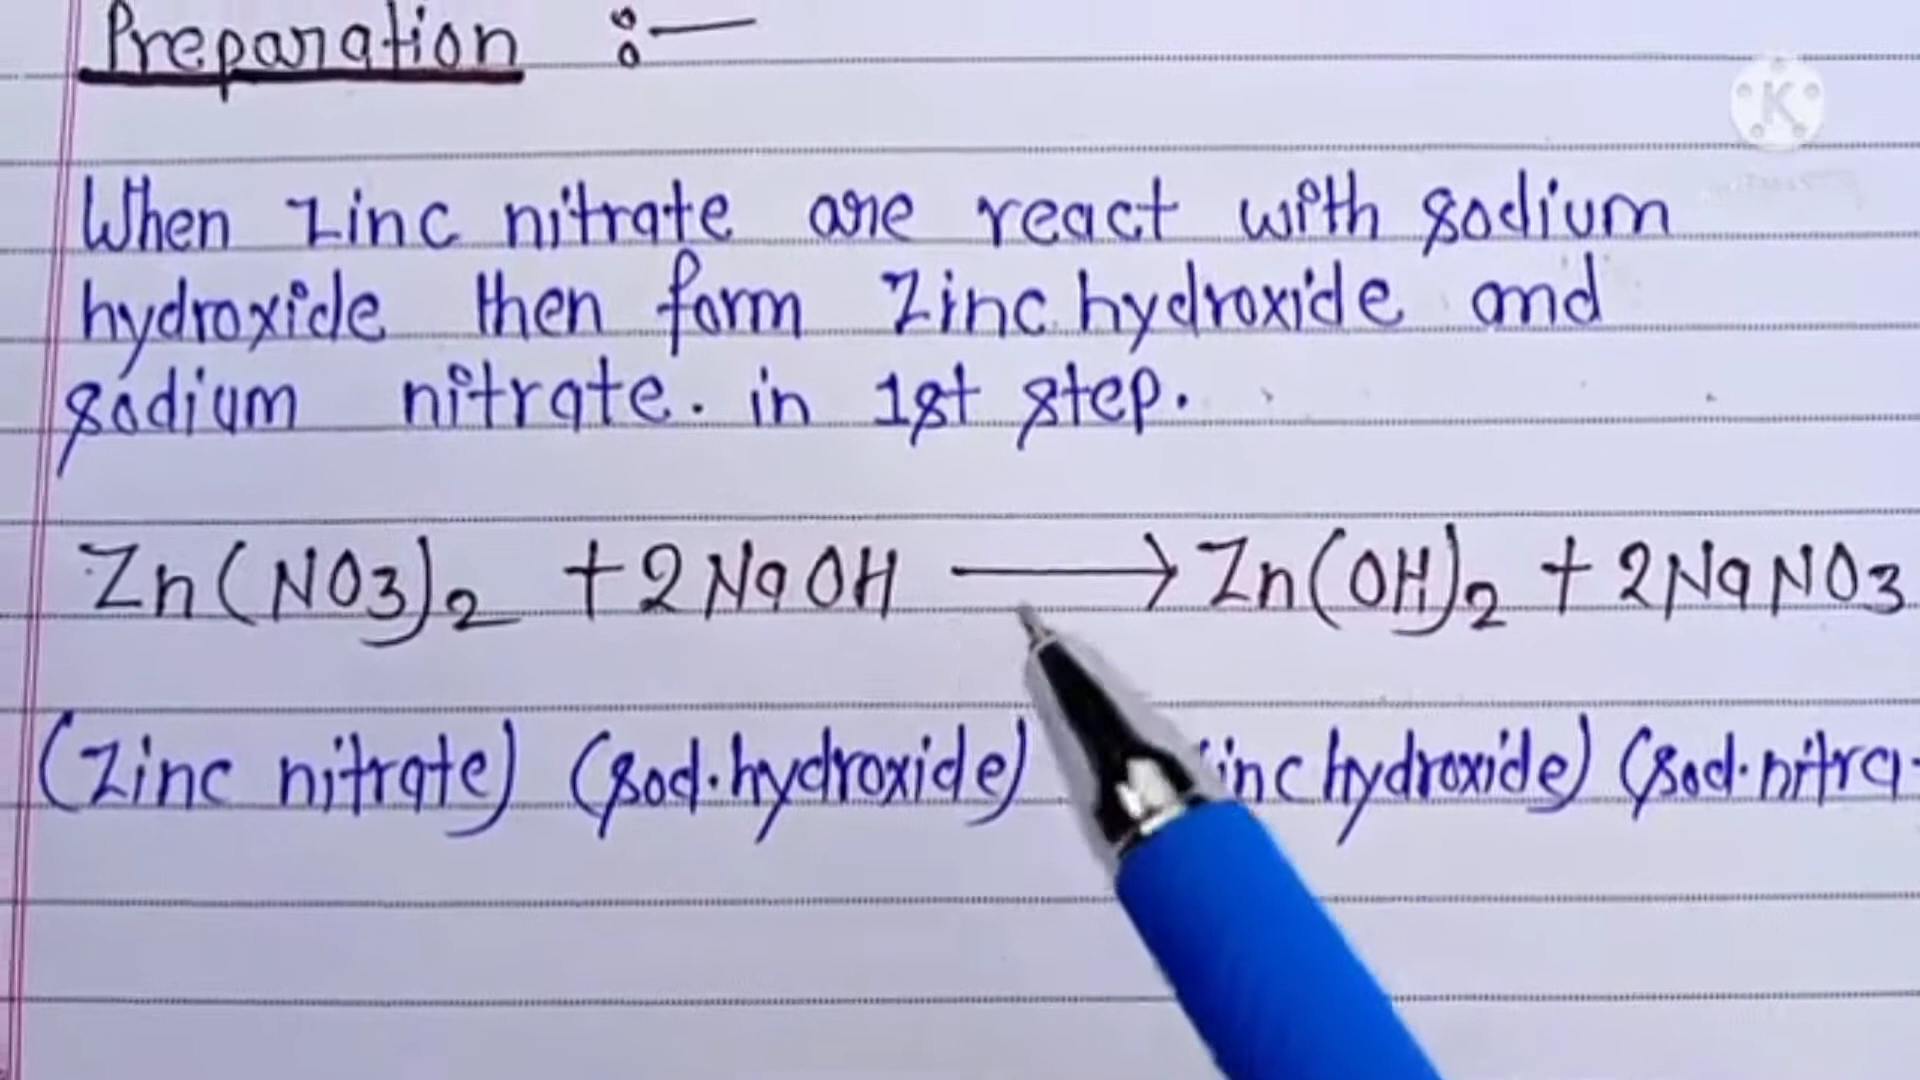 Preparation :-
When zinc nitrate are react with sodium
hydroxide then form Zinc hydroxide and
sodium nitrate. in 1st step.
Zn(NO3)2 + 2NaOH → Zn(OH)2 + 2NaNO3
(Zinc nitrate) (sod.hydroxide) inc hydroxide) (sod.nitra-
K